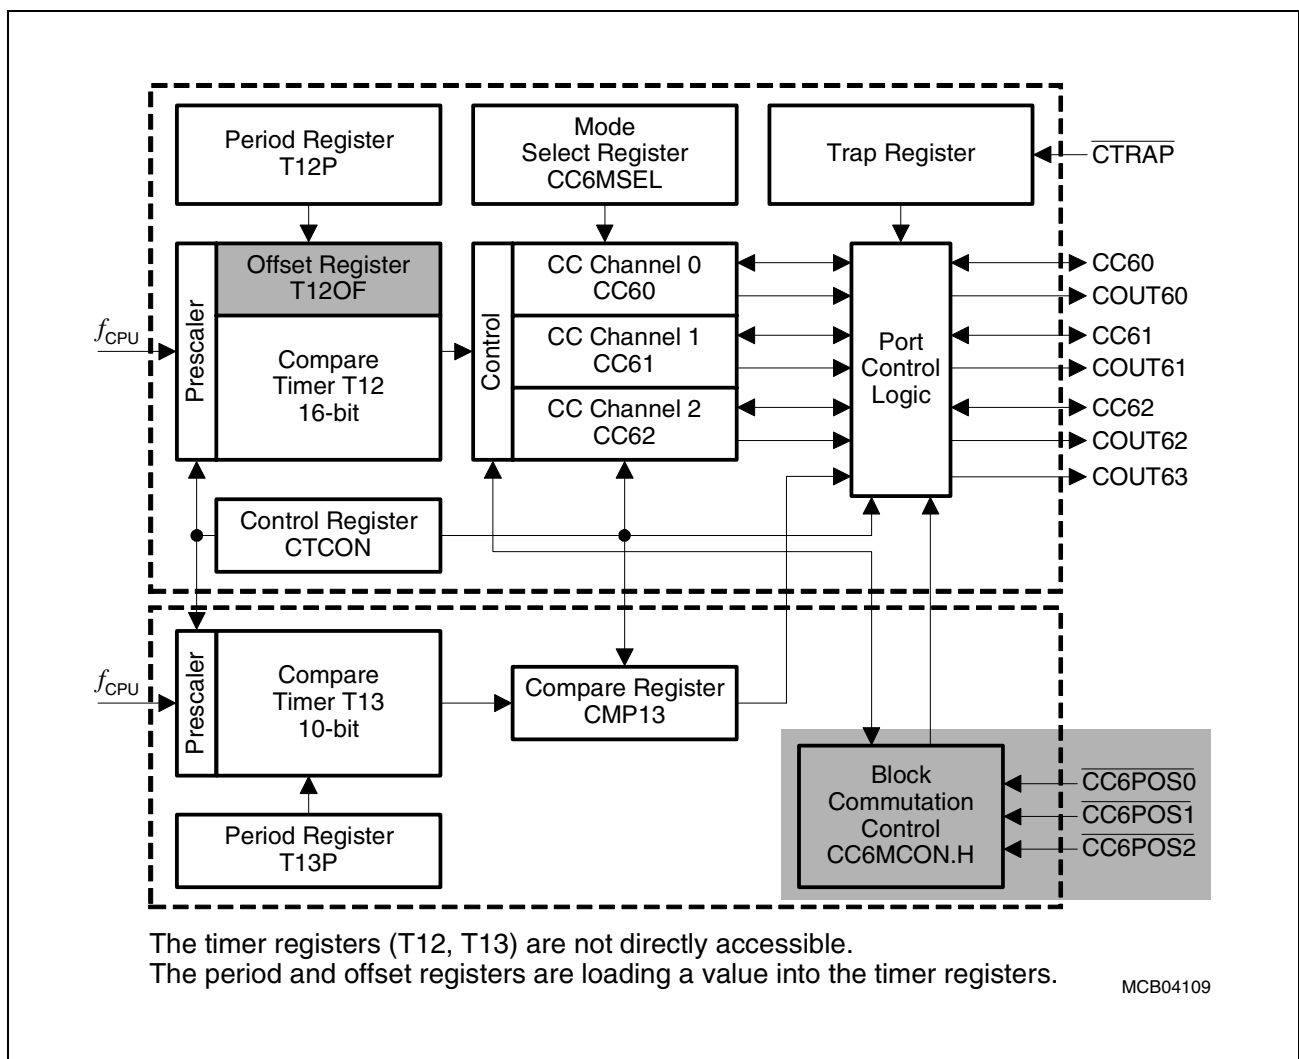 Period Register
T12P
Mode
Select Register
CC6MSEL
Trap Register
CTRAP
Prescaler
Offset Register
T12OF
Compare
Timer T12
16-bit
fCPU
Control
CC Channel 0
CC60
CC Channel 1
CC61
CC Channel 2
CC62
Port
Control
Logic
CC60
COUT60
CC61
COUT61
CC62
COUT62
COUT63
Control Register
CTCON
fCPU
Prescaler
Compare
Timer T13
10-bit
Compare Register
CMP13
Period Register
T13P
Block
Commutation
Control
CC6MCON.H
CC6POS0
CC6POS1
CC6POS2
The timer registers (T12, T13) are not directly accessible.
The period and offset registers are loading a value into the timer registers.
MCB04109